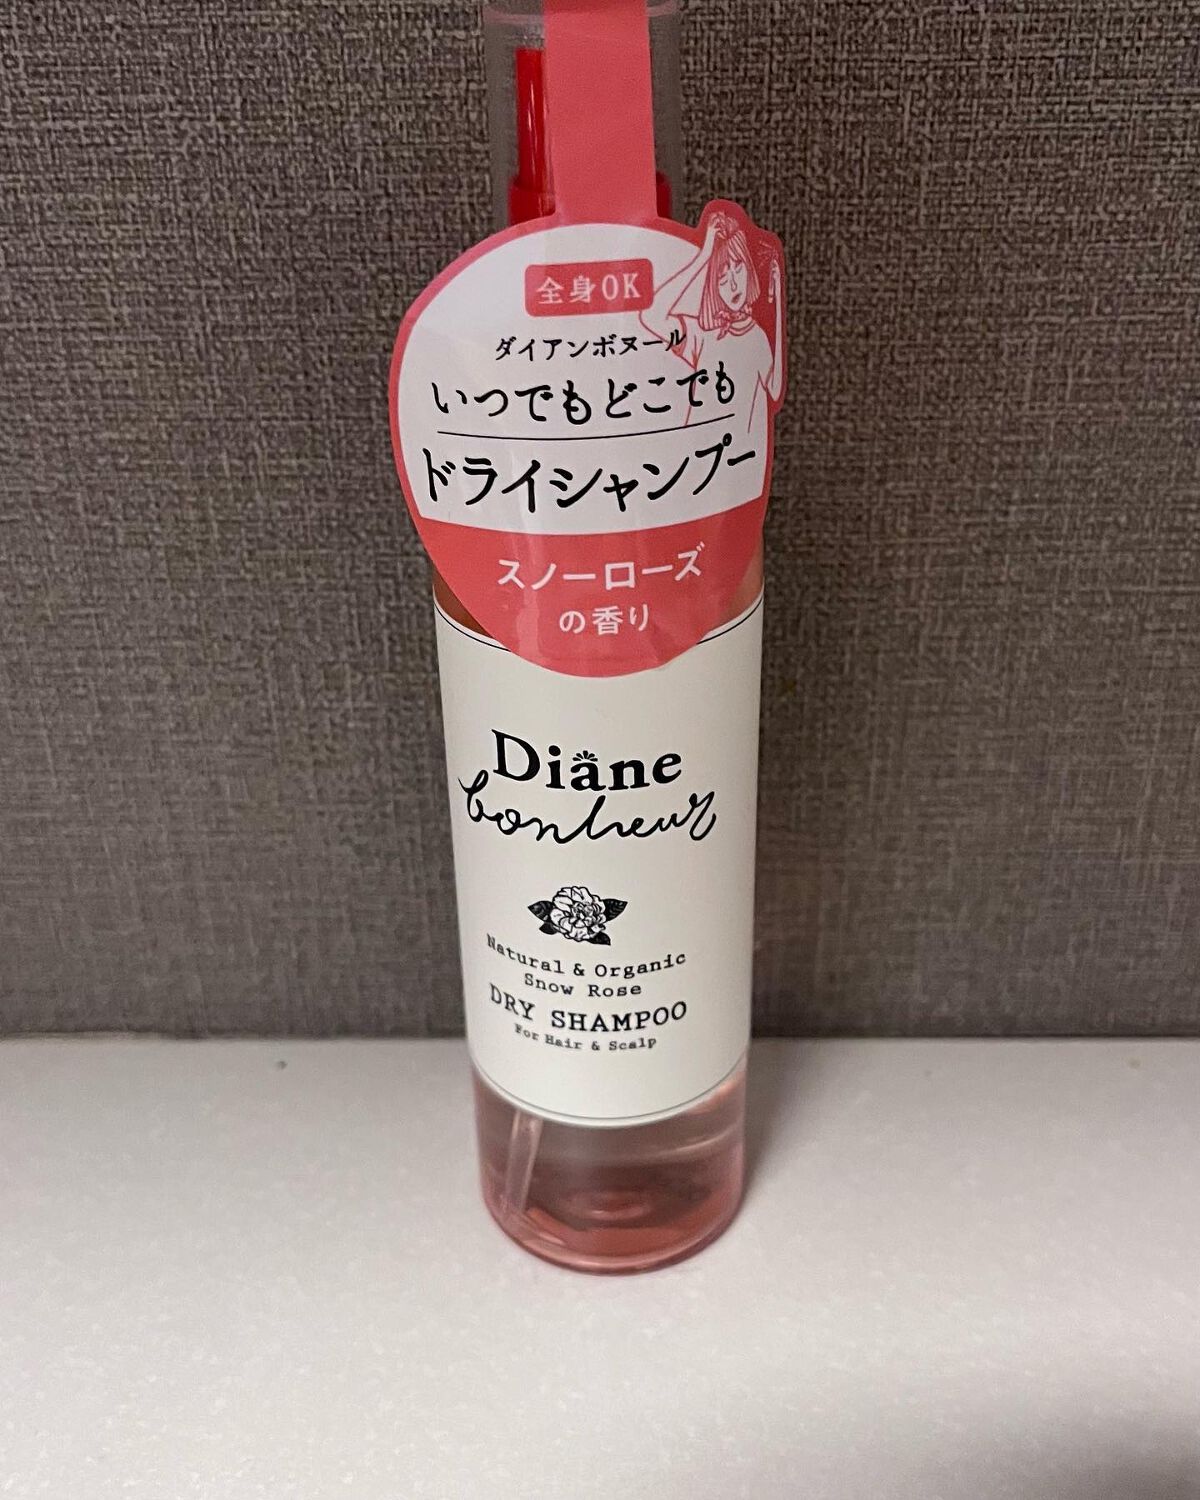 全身OK
ダイアンボヌール
いつでもどこでも
ドライシャンプー
スノーローズ
の香り
Diane
bonheur
Natural & Organic
Snow Rose
DRY SHAMPOO
For Hair & Scalp